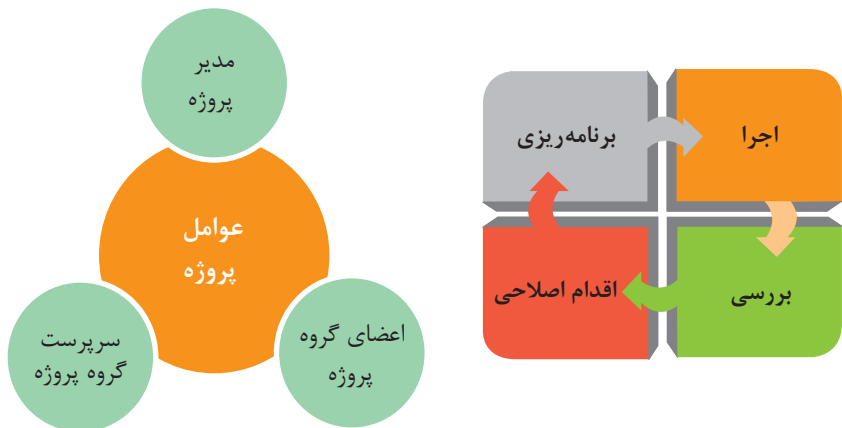 مدیر
پروژه
عوامل
پروژه
سرپرست
گروه پروژه
اعضای گروه
پروژه
برنامه‌ریزی
اجرا
بررسی
اقدام اصلاحی